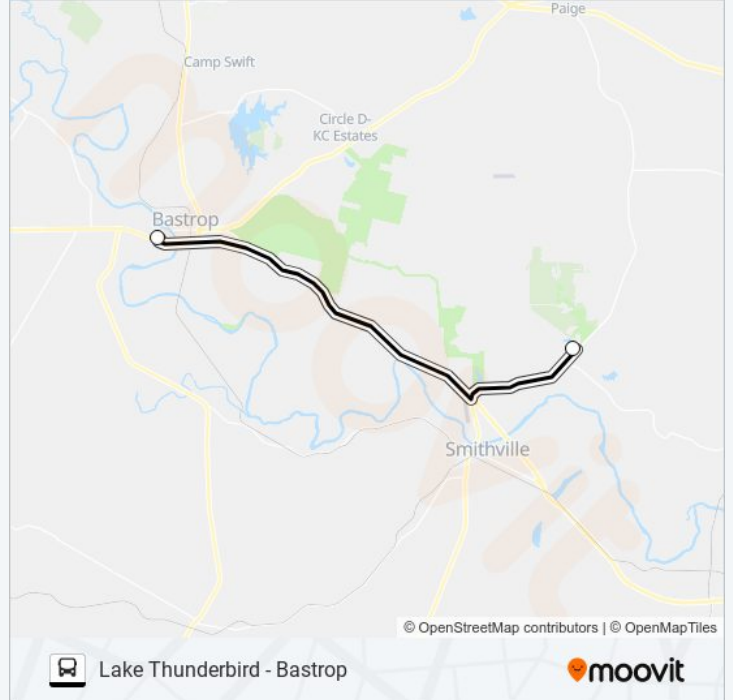 Paige
Camp Swift
Circle D-
KC Estates
Bastrop
Smithville
© OpenStreetMap contributors | © OpenMapTiles
Lake Thunderbird - Bastrop
moovit